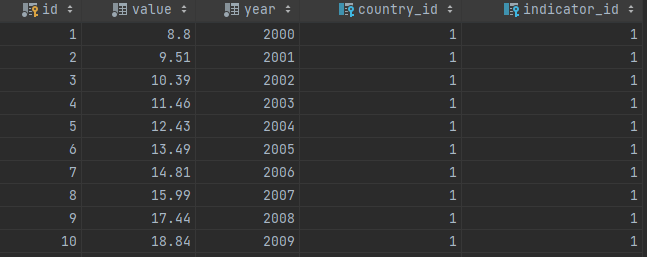 id value year country_id indicator_id
1 8.8 2000 1 1
2 9.51 2001 1 1
3 10.39 2002 1 1
4 11.46 2003 1 1
5 12.43 2004 1 1
6 13.49 2005 1 1
7 14.81 2006 1 1
8 15.99 2007 1 1
9 17.44 2008 1 1
10 18.84 2009 1 1